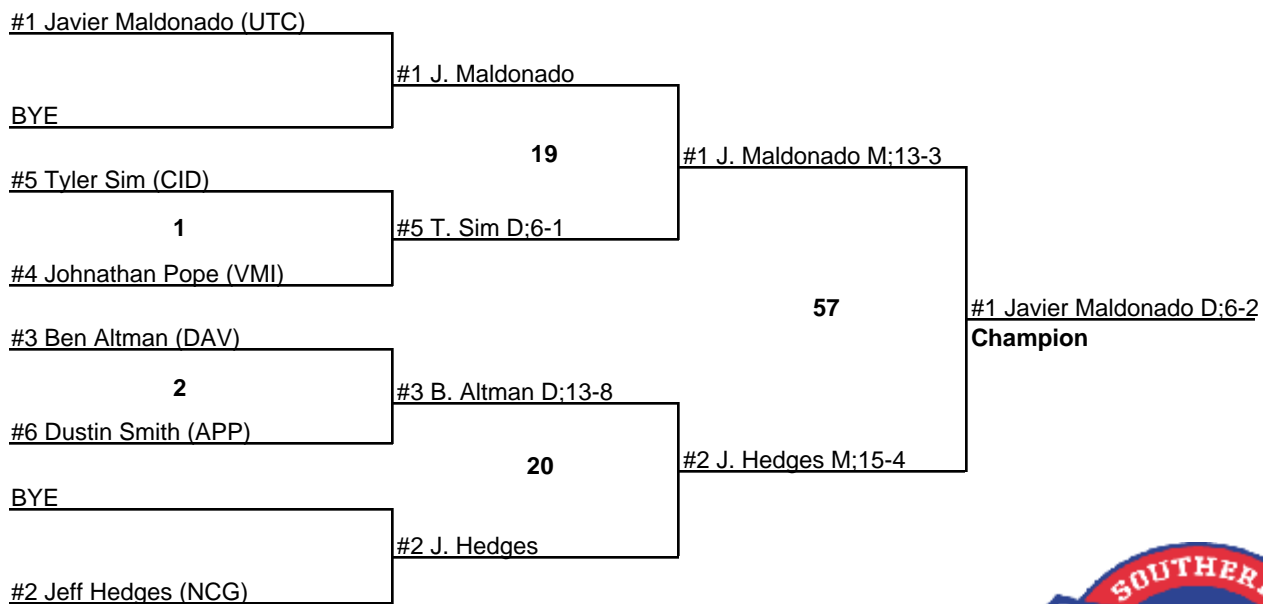 #1 Javier Maldonado (UTC)
#1 J. Maldonado
BYE
19
#1 J. Maldonado M;13-3
#5 Tyler Sim (CID)
1
#5 T. Sim D;6-1
#4 Johnathan Pope (VMI)
57
#1 Javier Maldonado D;6-2
Champion
#3 Ben Altman (DAV)
2
#3 B. Altman D;13-8
#6 Dustin Smith (APP)
20
#2 J. Hedges M;15-4
BYE
#2 J. Hedges
#2 Jeff Hedges (NCG)